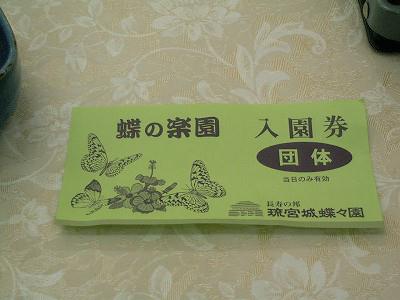 蝶の楽園
入園券
団体
当日のみ有効
長寿の邦
琉宮城蝶々園